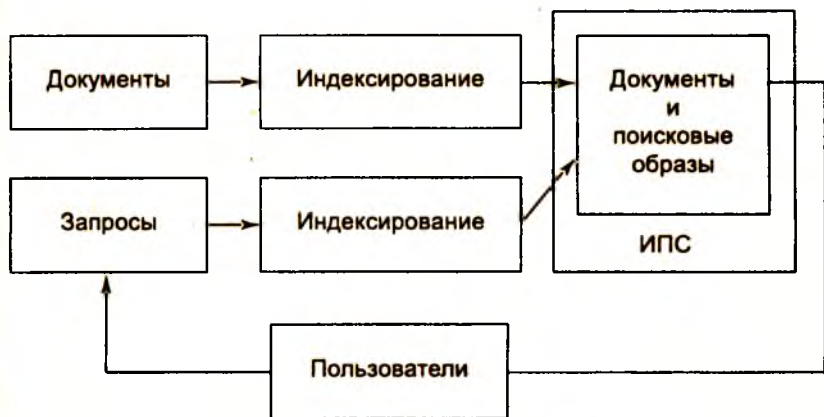 Документы
Индексирование
Документы
и
поисковые
образы
Запросы
Индексирование
ИПС
Пользователи